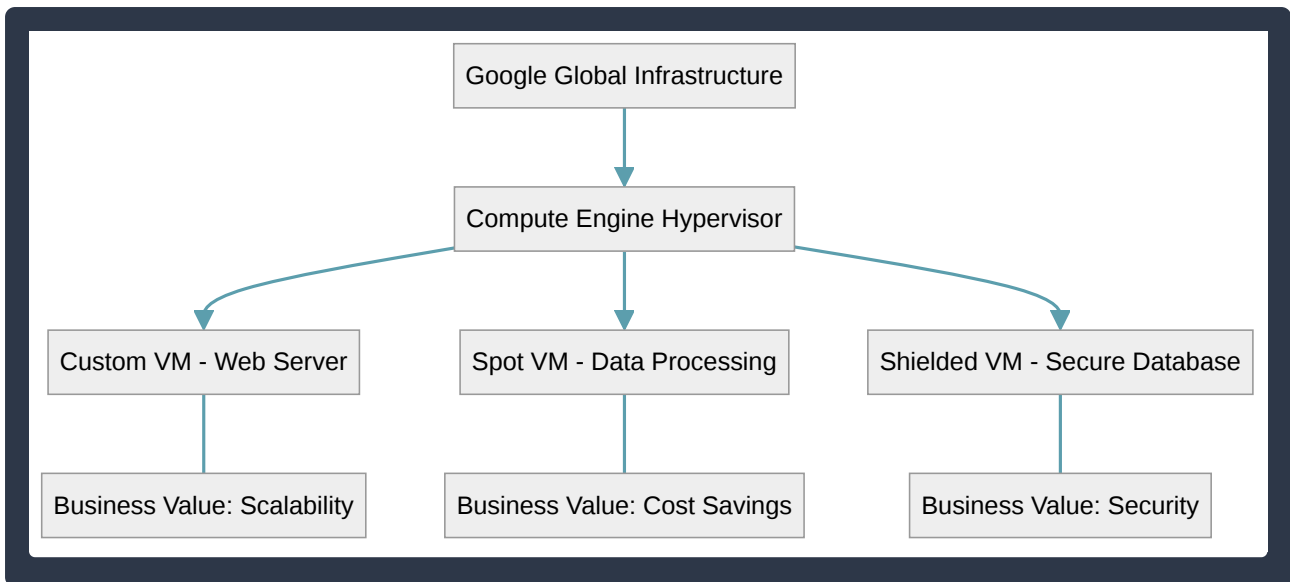 Google Global Infrastructure
Compute Engine Hypervisor
Custom VM - Web Server
Spot VM - Data Processing
Shielded VM - Secure Database
Business Value: Scalability
Business Value: Cost Savings
Business Value: Security